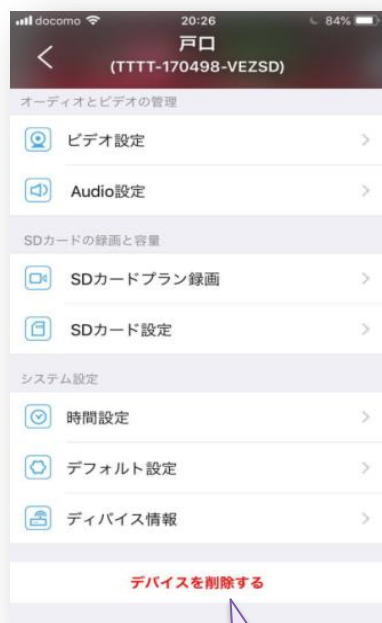 docomo 20:26 84%
戸口
(TTTT-170498-VEZSD)
オーディオとビデオの管理
ビデオ設定
Audio設定
SDカードの録画と容量
SDカードプラン録画
SDカード設定
システム設定
時間設定
デフォルト設定
ディバイス情報
デバイスを削除する